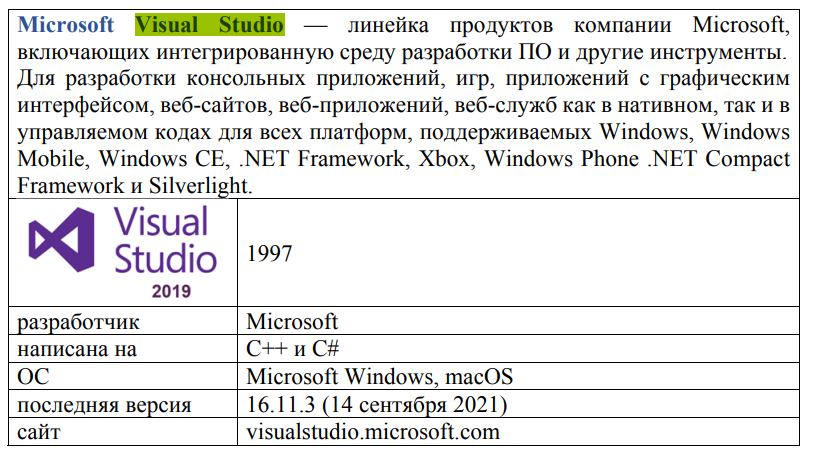 Microsoft Visual Studio — линейка продуктов компании Microsoft,
включающих интегрированную среду разработки ПО и другие инструменты.
Для разработки консольных приложений, игр, приложений с графическим
интерфейсом, веб-сайтов, веб-приложений, веб-служб как в нативном, так и в
управляемом кодах для всех платформ, поддерживаемых Windows, Windows
Mobile, Windows CE, .NET Framework, Xbox, Windows Phone .NET Compact
Framework и Silverlight.
Visual
Studio
2019
1997
разработчик Microsoft
написана на C++ и C#
ОС Microsoft Windows, macOS
последняя версия 16.11.3 (14 сентября 2021)
сайт visualstudio.microsoft.com